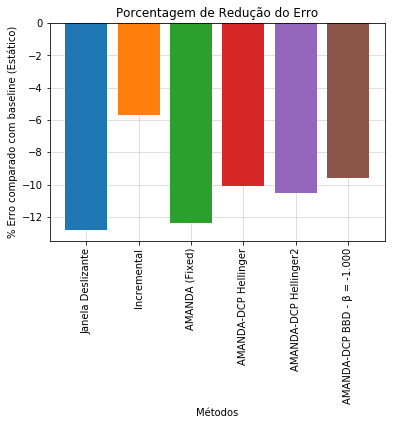 Porcentagem de Redução do Erro
% Erro comparado com baseline (Estático)
0
−2
−4
−6
−8
−10
−12
Janela Deslizante
Incremental
AMANDA (Fixed)
AMANDA-DCP Hellinger
AMANDA-DCP Hellinger2
AMANDA-DCP BBD - β = -1.000
Métodos